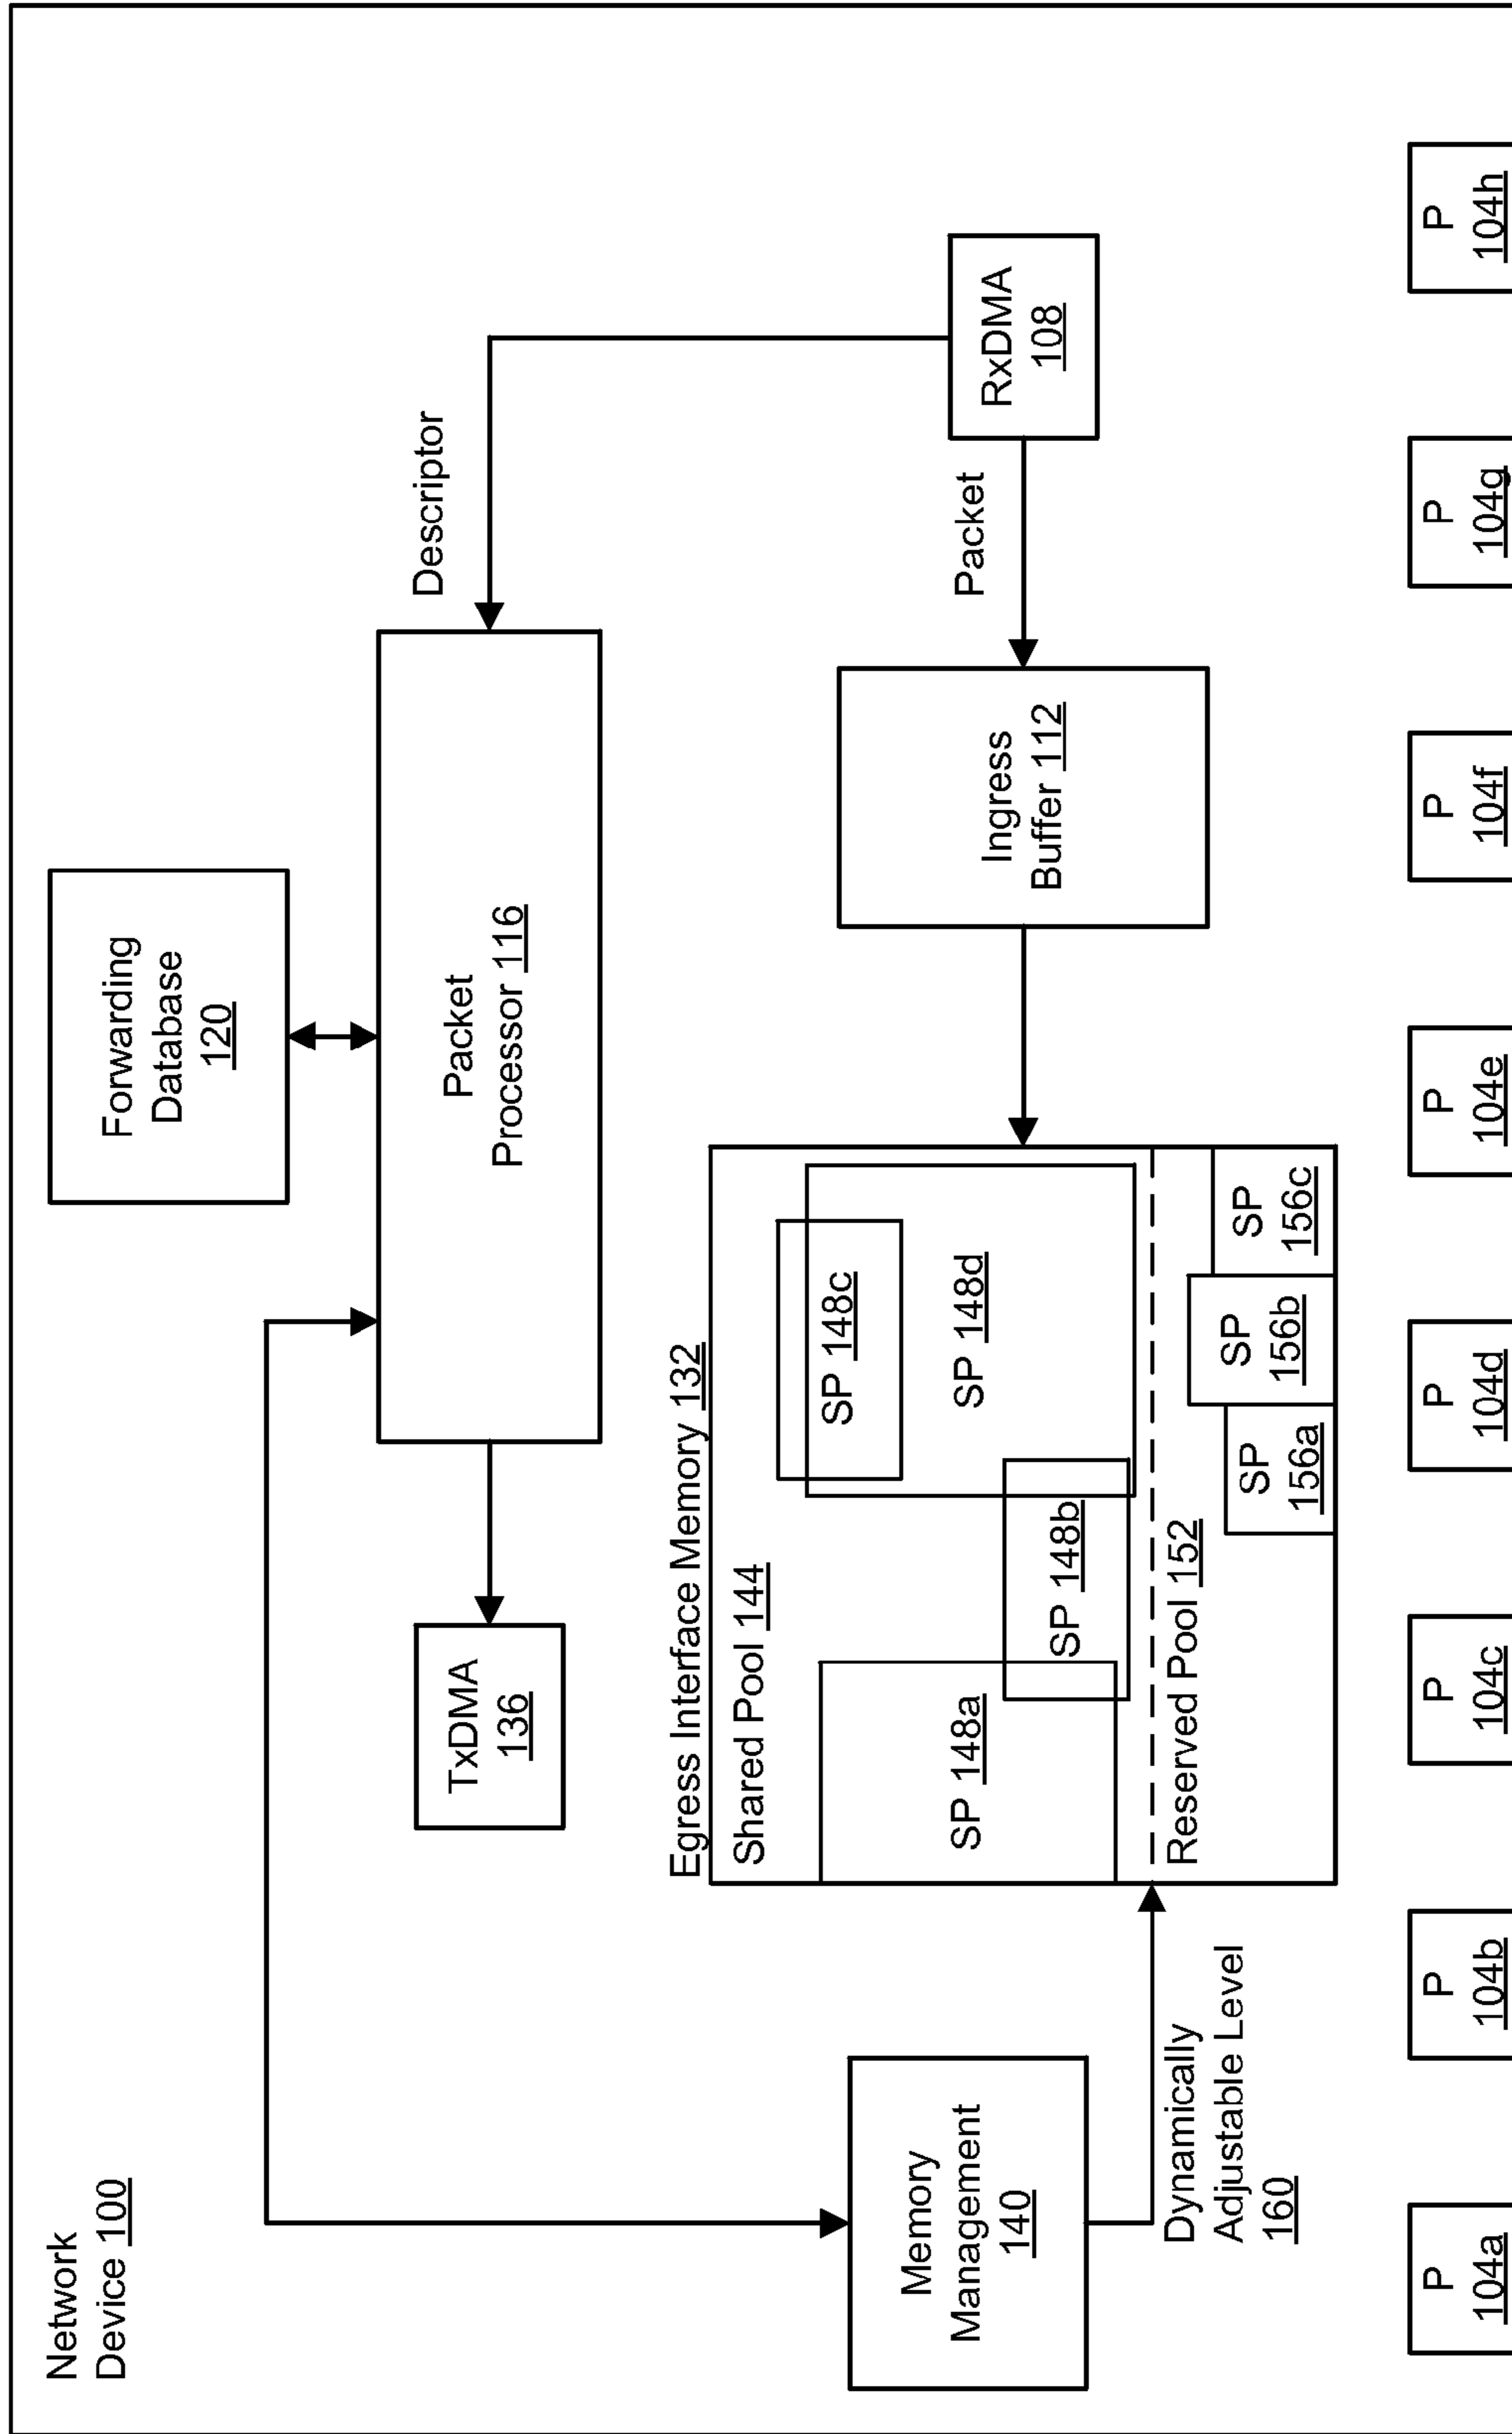 Network
Device 100
Forwarding
Database
120
Packet
Processor 116
Descriptor
TxDMA
136
RxDMA
108
Packet
Ingress
Buffer 112
Egress Interface Memory 132
Shared Pool 144
SP 148a
SP 148b
SP 148c
SP 148d
Reserved Pool 152
SP
156a
SP
156b
SP
156c
Memory
Management
140
Dynamically
Adjustable Level
160
P
104a
P
104b
P
104c
P
104d
P
104e
P
104f
P
104g
P
104h